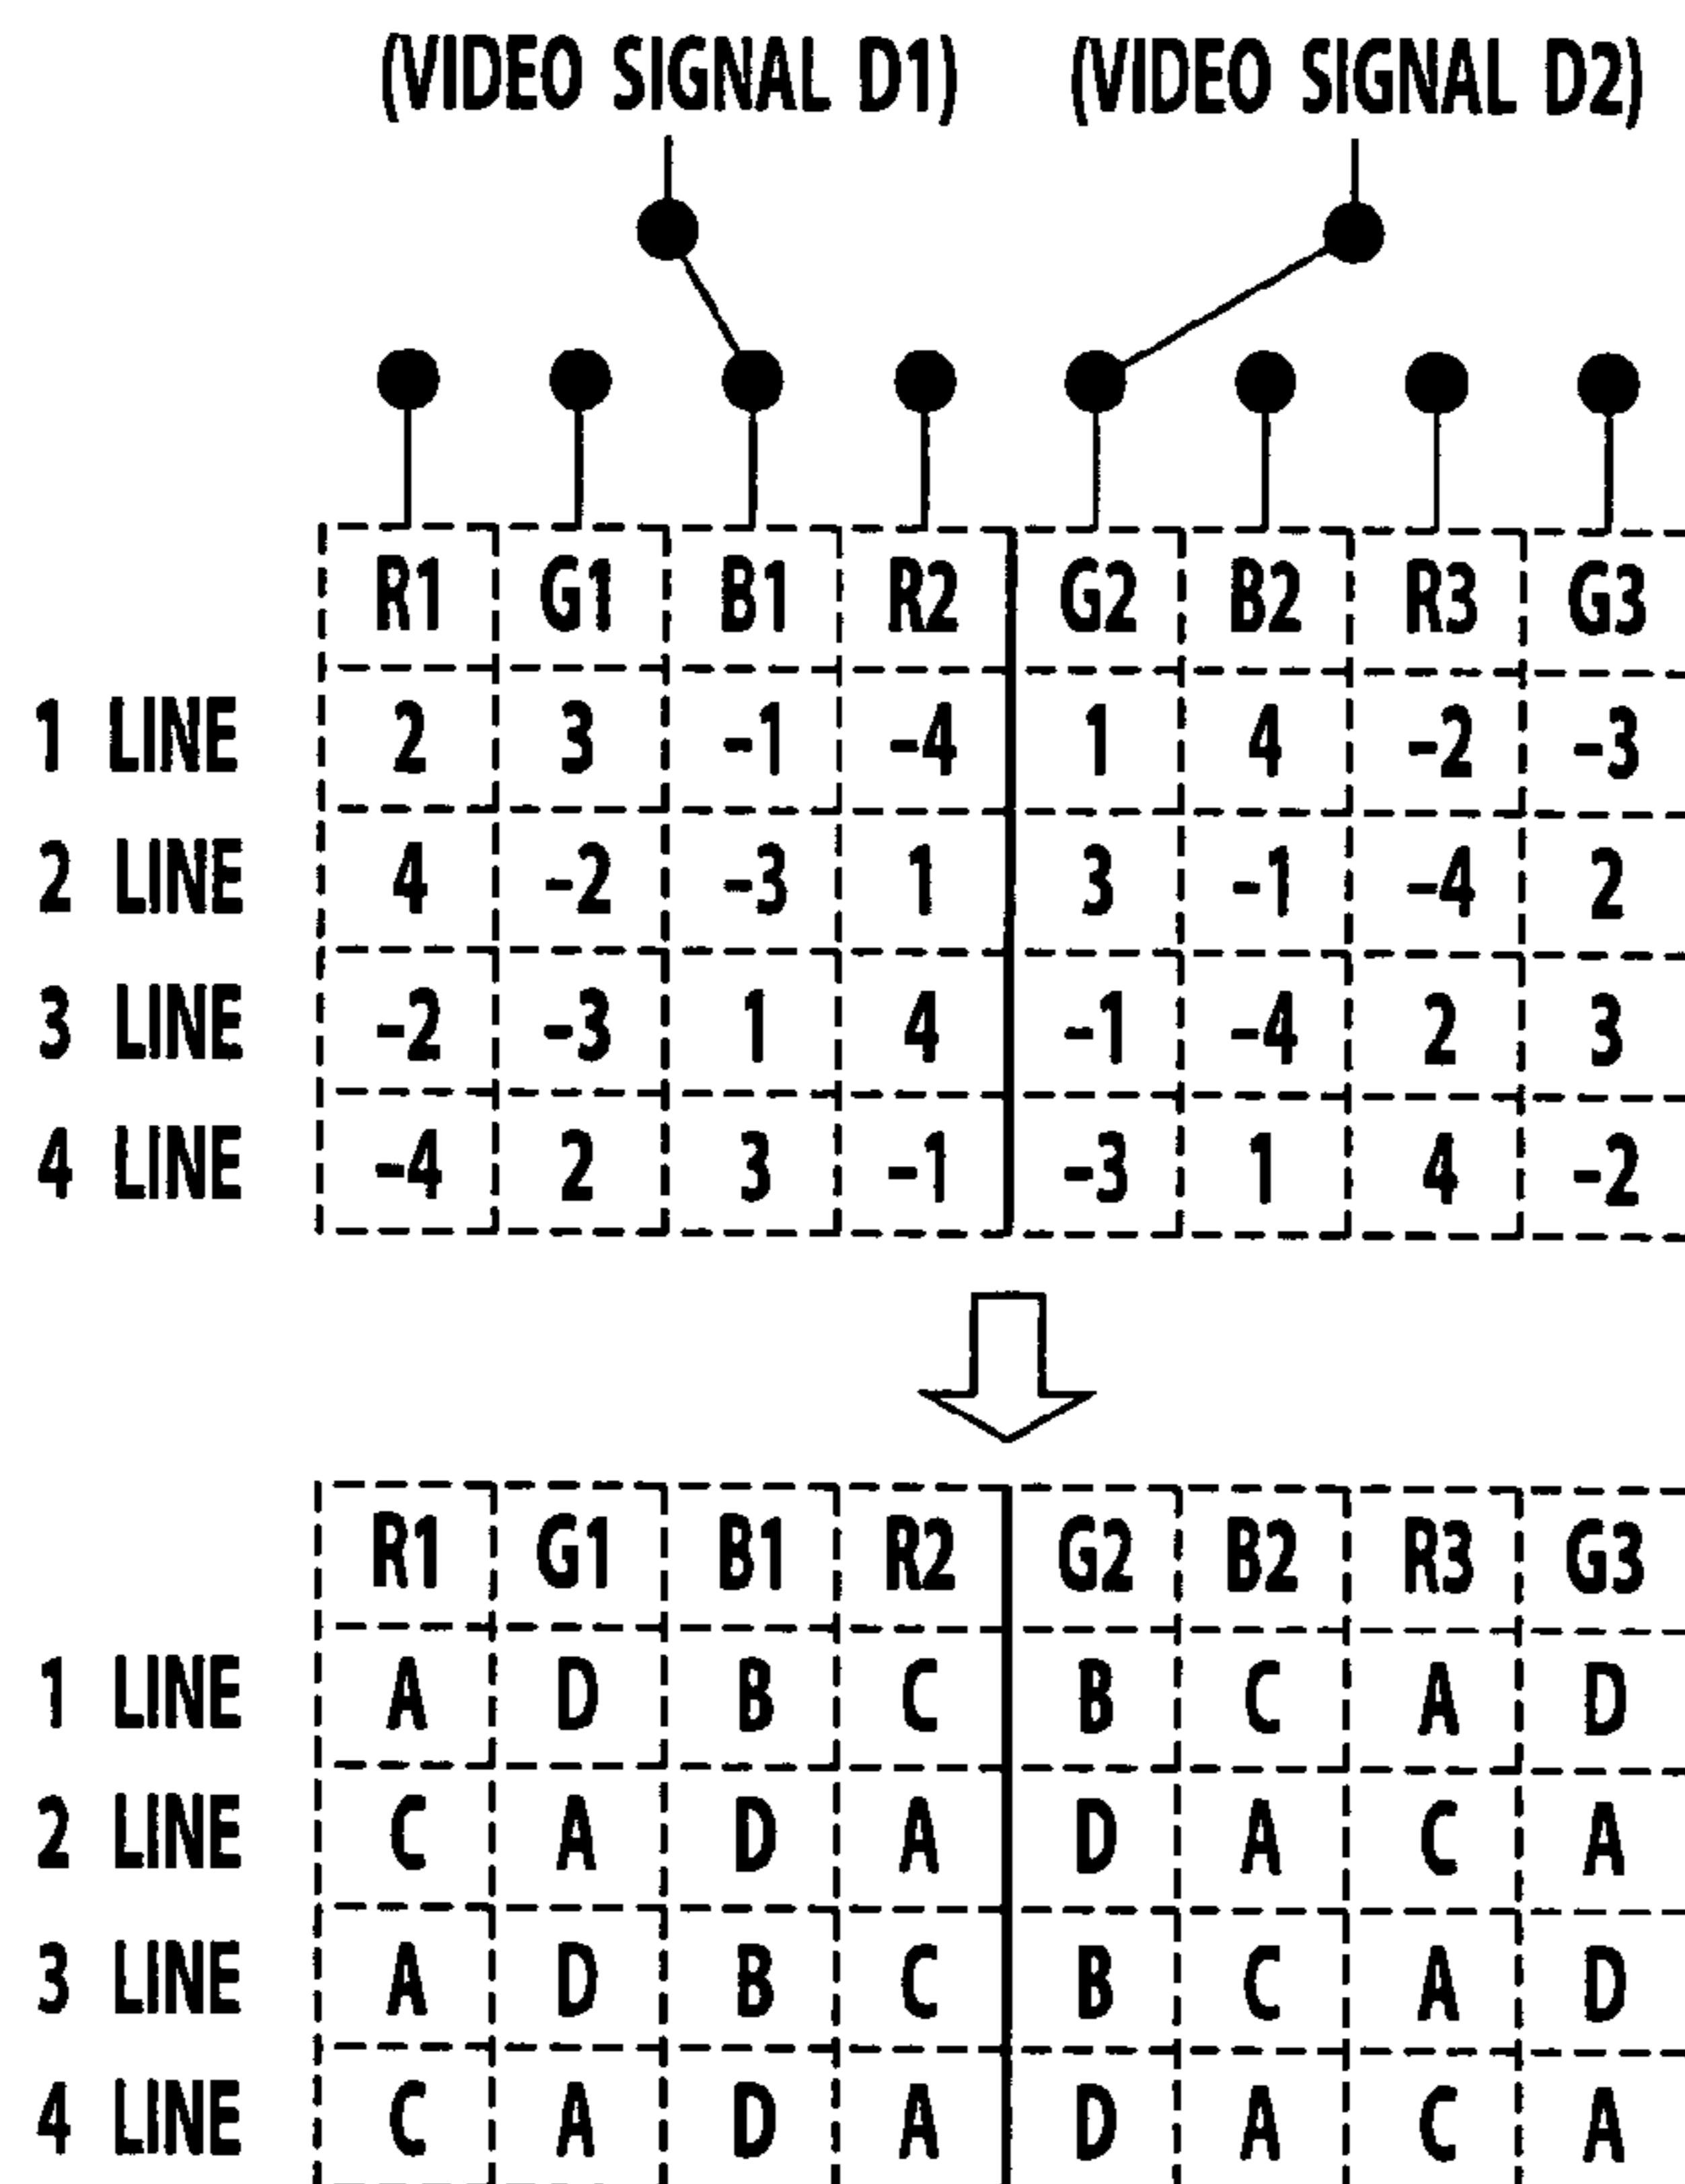 (VIDEO SIGNAL D1) (VIDEO SIGNAL D2)
R1 G1 B1 R2 G2 B2 R3 G3
1 LINE 2 3 -1 -4 1 4 -2 -3
2 LINE 4 -2 -3 1 3 -1 -4 2
3 LINE -2 -3 1 4 -1 -4 2 3
4 LINE -4 2 3 -1 -3 1 4 -2
R1 G1 B1 R2 G2 B2 R3 G3
1 LINE A D B C B C A D
2 LINE C A D A D A C A
3 LINE A D B C B C A D
4 LINE C A D A D A C A